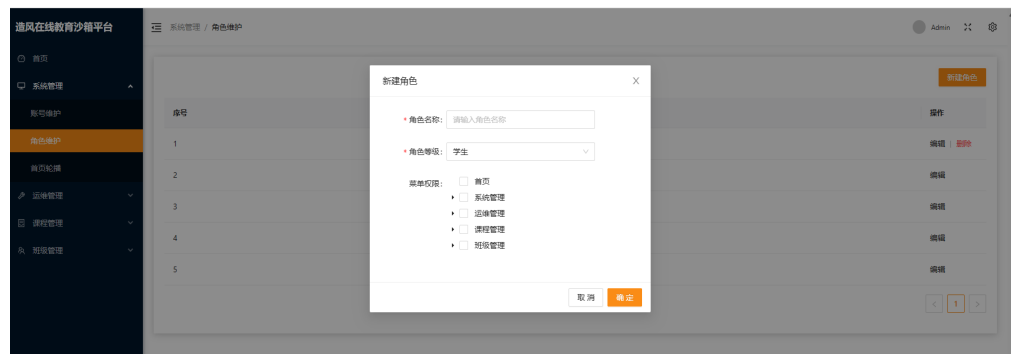 造风在线教育沙箱平台
系统管理 / 角色维护
Admin
首页
系统管理
账号维护
角色维护
首页轮播
运维管理
课程管理
班级管理
新建角色
序号
操作
1
编辑 | 删除
2
编辑
3
编辑
4
编辑
5
编辑
< 1 >
新建角色
* 角色名称:
请输入角色名称
* 角色等级:
学生
菜单权限:
首页
系统管理
运维管理
课程管理
班级管理
取消
确定